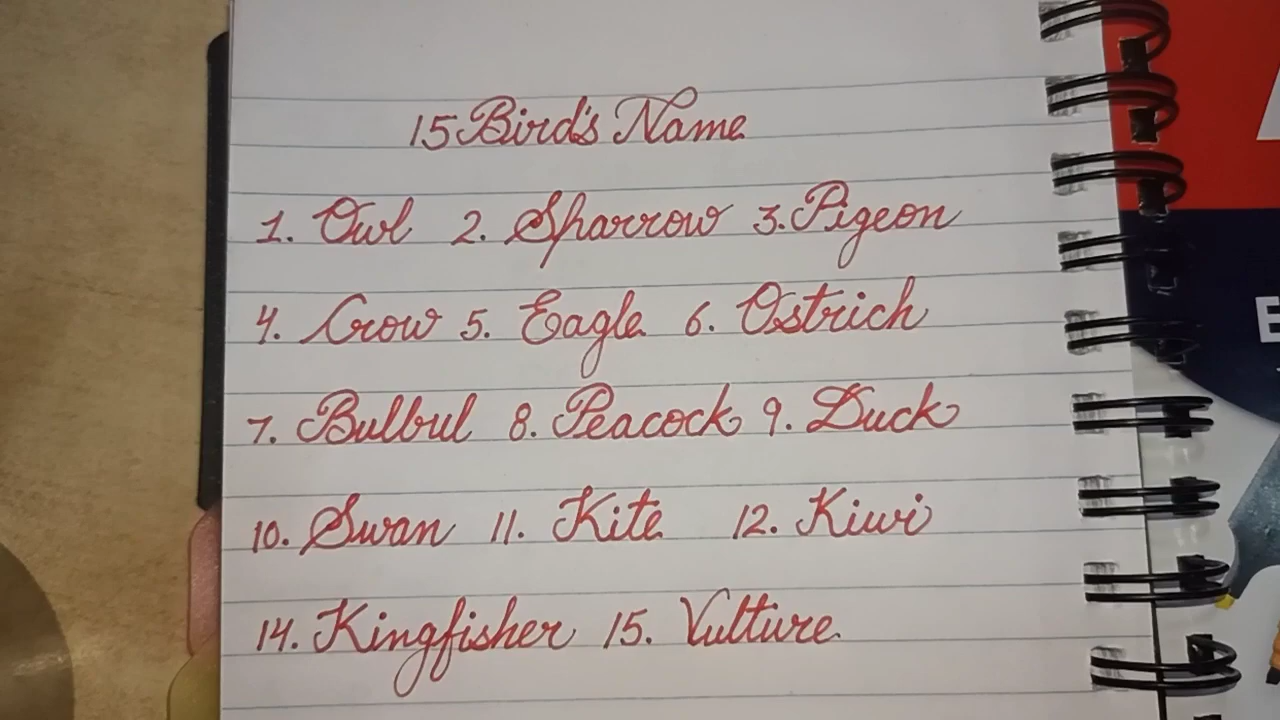 15 Bird's Name
1. Owl 2. Sparrow 3. Pigeon
4. Crow 5. Eagle 6. Ostrich
7. Bulbul 8. Peacock 9. Duck
10. Swan 11. Kite 12. Kiwi
14. Kingfisher 15. Vulture